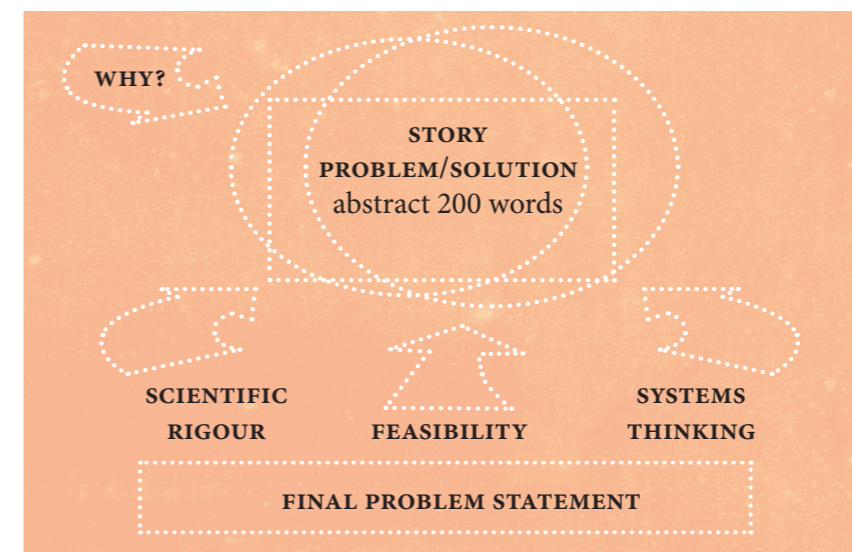 WHY?
STORY
PROBLEM/SOLUTION
abstract 200 words
SCIENTIFIC
RIGOUR
FEASIBILITY
SYSTEMS
THINKING
FINAL PROBLEM STATEMENT